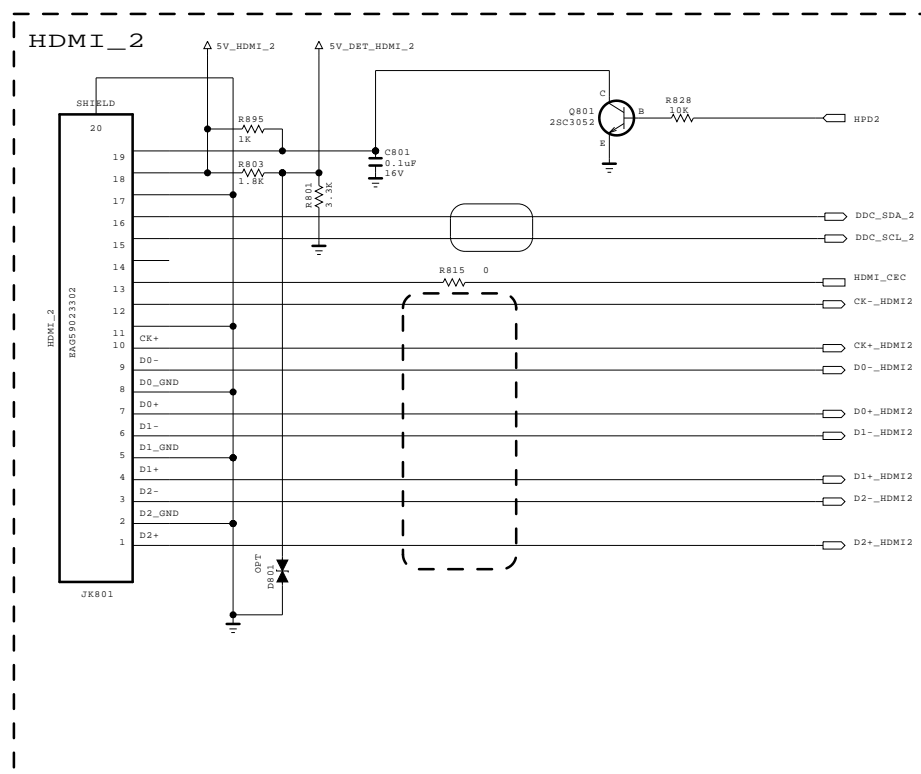 HDMI_2
5V_HDMI_2
5V_DET_HDMI_2
SHIELD
20
R895
1K
C
Q801
2SC3052
B
E
R828
10K
HPD2
19
C801
0.1uF
16V
18
R803
1.8K
R801
3.3K
17
16
DDC_SDA_2
15
DDC_SCL_2
14
R815 0
13
HDMI_CEC
12
CK-_HDMI2
HDMI_2
EAG59023302
11
CK+
10
CK+_HDMI2
D0-
9
D0-_HDMI2
D0_GND
8
D0+
7
D0+_HDMI2
D1-
6
D1-_HDMI2
D1_GND
5
D1+
4
D1+_HDMI2
D2-
3
D2-_HDMI2
D2_GND
2
D2+
1
D2+_HDMI2
OPT
D801
JK801